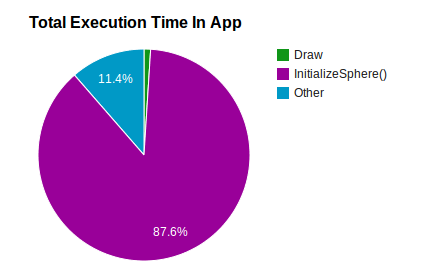 Total Execution Time In App
Draw
InitializeSphere()
Other
11.4%
87.6%